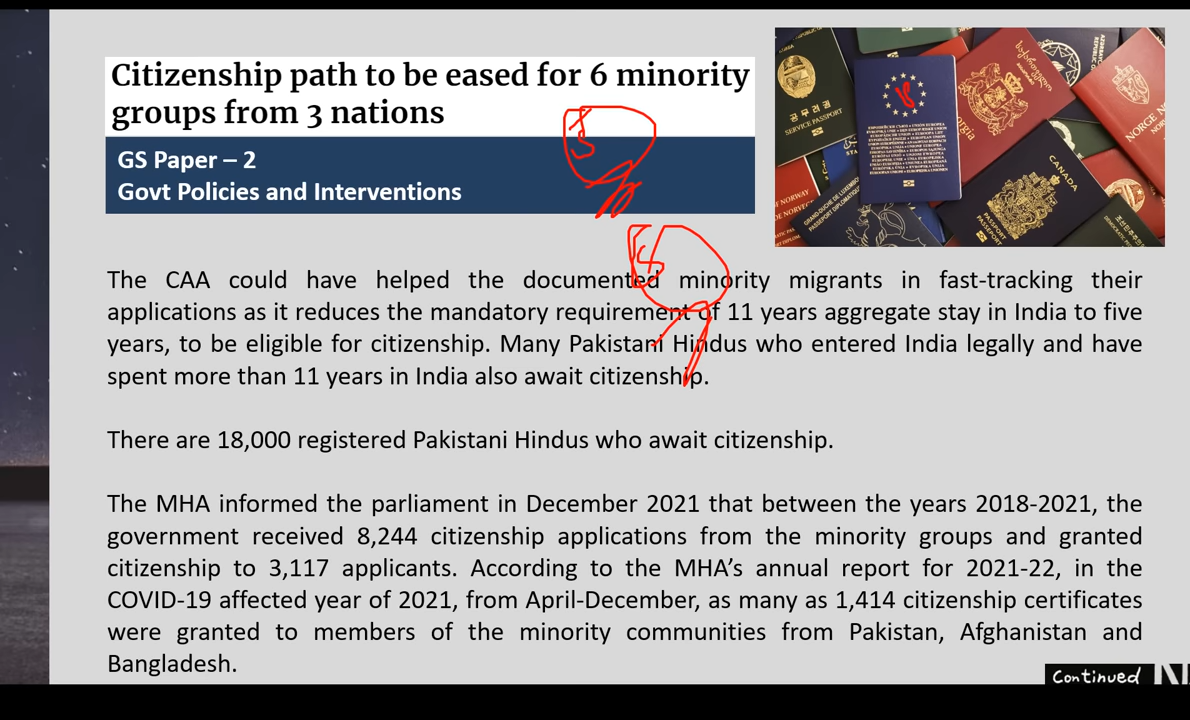 Citizenship path to be eased for 6 minority
groups from 3 nations
GS Paper – 2
Govt Policies and Interventions
공무려권
SERVICE PASSPORT
CANADA
PASSPORT
PASSEPORT
NORGE
NORWAY
The CAA could have helped the documented minority migrants in fast-tracking their
applications as it reduces the mandatory requirement of 11 years aggregate stay in India to five
years, to be eligible for citizenship. Many Pakistani Hindus who entered India legally and have
spent more than 11 years in India also await citizenship.
There are 18,000 registered Pakistani Hindus who await citizenship.
The MHA informed the parliament in December 2021 that between the years 2018-2021, the
government received 8,244 citizenship applications from the minority groups and granted
citizenship to 3,117 applicants. According to the MHA’s annual report for 2021-22, in the
COVID-19 affected year of 2021, from April-December, as many as 1,414 citizenship certificates
were granted to members of the minority communities from Pakistan, Afghanistan and
Bangladesh.
Continued